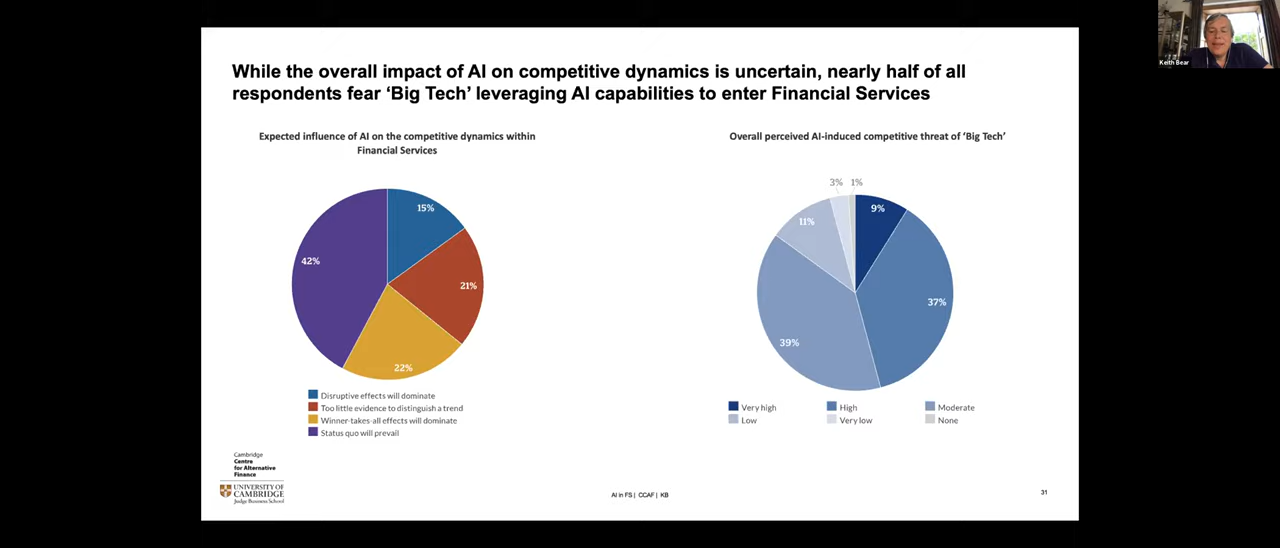 While the overall impact of AI on competitive dynamics is uncertain, nearly half of all
respondents fear ‘Big Tech’ leveraging AI capabilities to enter Financial Services
Expected influence of AI on the competitive dynamics within
Financial Services
15%
21%
22%
42%
Disruptive effects will dominate
Too little evidence to distinguish a trend
Winner-takes-all effects will dominate
Status quo will prevail
Overall perceived AI-induced competitive threat of ‘Big Tech’
3% 1%
9%
11%
37%
39%
Very high High Moderate
Low Very low None
Cambridge
Centre
for Alternative
Finance
UNIVERSITY OF
CAMBRIDGE
Judge Business School
AI in FS | CCAF | KB
31
Keith Bear